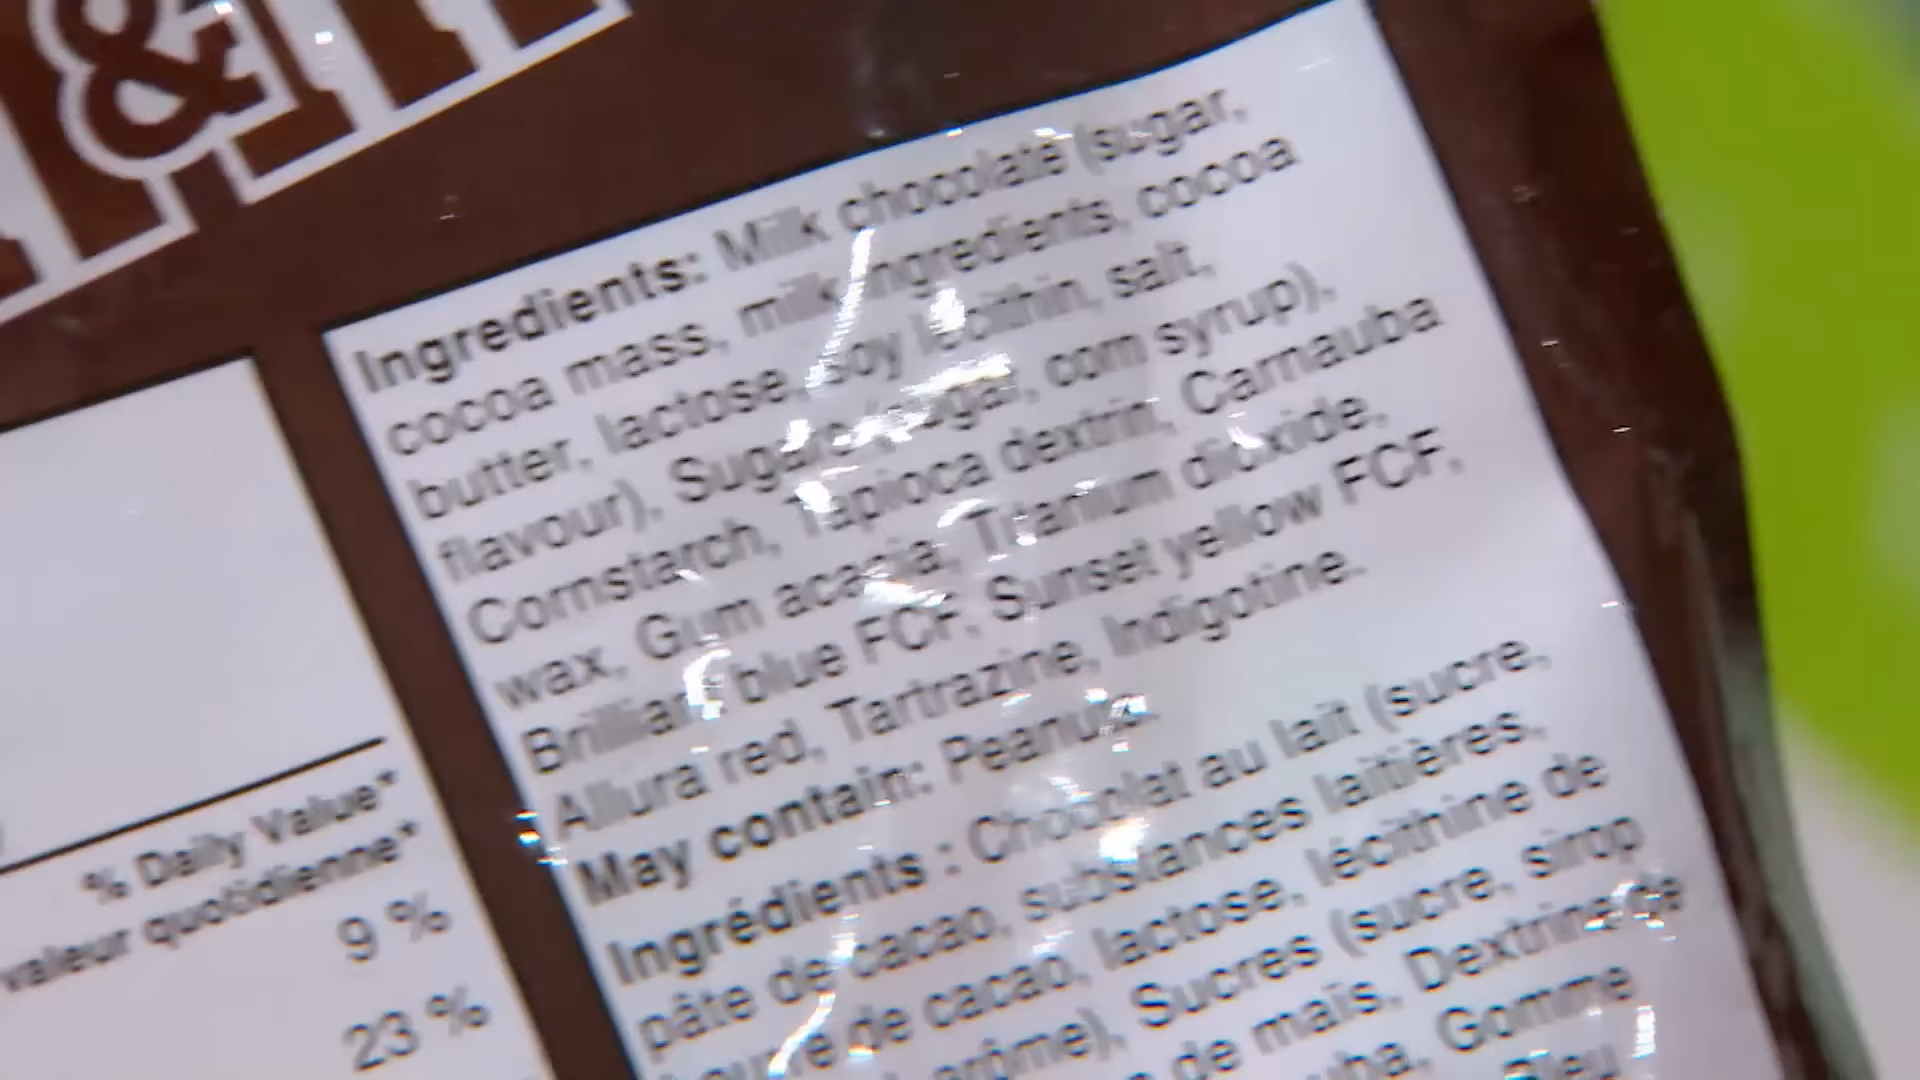 &M
Ingredients: Milk chocolate (sugar,
cocoa mass, milk ingredients, cocoa
butter, lactose, soy lecithin, salt,
flavour), Sugars (sugar, corn syrup),
Cornstarch, Tapioca dextrin, Carnauba
wax, Gum acacia, Titanium dioxide,
Brilliant blue FCF, Sunset yellow FCF,
Allura red, Tartrazine, Indigotine.
May contain: Peanuts.
Ingrédients : Chocolat au lait (sucre,
pâte de cacao, substances laitières,
beurre de cacao, lactose, lécithine de
arôme), Sucres (sucre, sirop
de maïs, Dextrine de
Gomme
Bleu
% Daily Value*
valeur quotidienne*
9 %
23 %